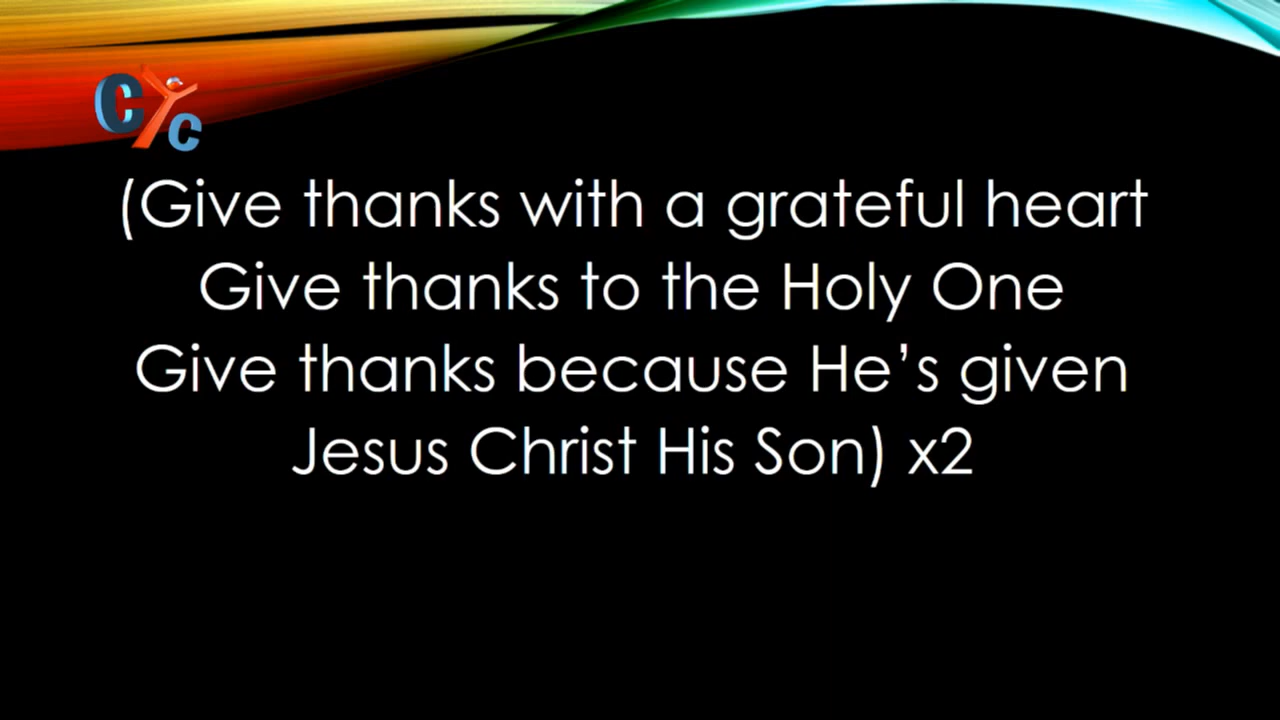 CYC
(Give thanks with a grateful heart
Give thanks to the Holy One
Give thanks because He’s given
Jesus Christ His Son) x2